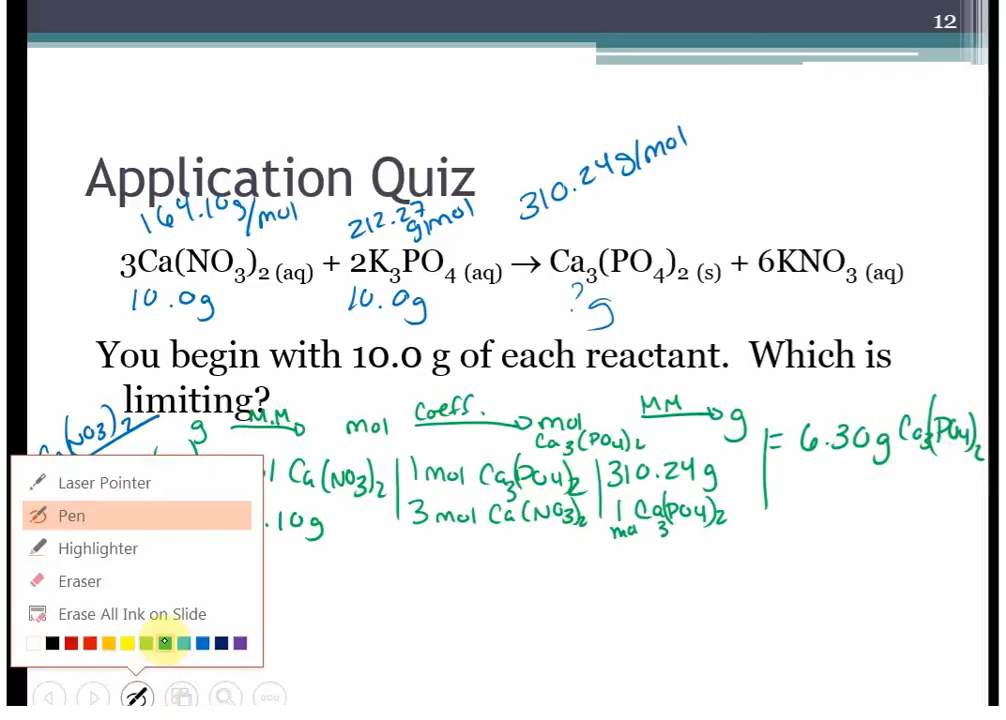 12
Application Quiz
310.24g/mol
164.10g/mol
212.27 g/mol
3Ca(NO₃)₂ (aq) + 2K₃PO₄ (aq) → Ca₃(PO₄)₂ (s) + 6KNO₃ (aq)
10.0g 10.0g ? g
You begin with 10.0 g of each reactant. Which is
limiting?
(NO3)2
g M.M mol Coeff. mol Ca3(PO4)2 MM g
= 6.30g Ca3(PO4)2
Ca(NO3)2 | 1 mol Ca3(PO4)2 | 310.24g
.10g | 3 mol Ca(NO3)2 | 1 mol Ca3(PO4)2
Laser Pointer
Pen
Highlighter
Eraser
Erase All Ink on Slide